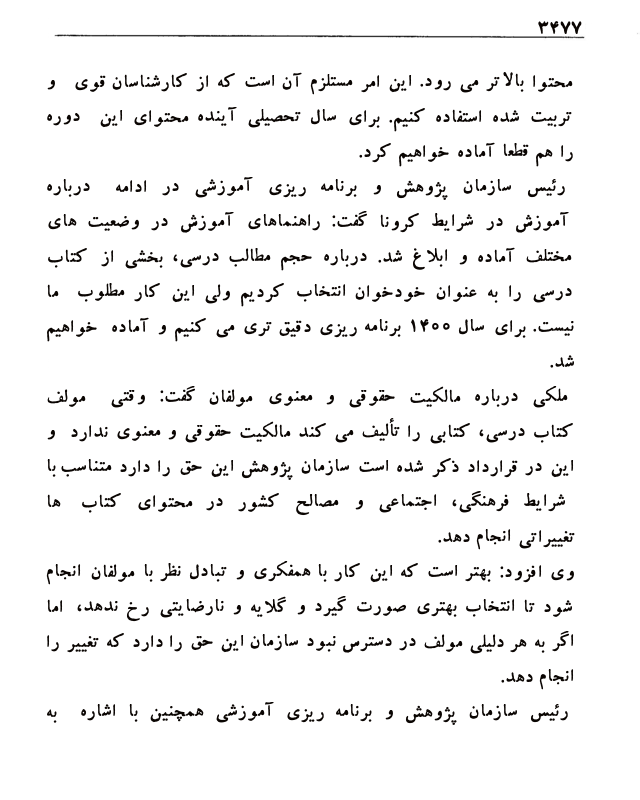 ۳۴۷۷
محتوا بالاتر می رود. این امر مستلزم آن است که از کارشناسان قوی و
تربیت شده استفاده کنیم. برای سال تحصیلی آینده محتوای این دوره
را هم قطعا آماده خواهیم کرد.
رئیس سازمان پژوهش و برنامه ریزی آموزشی در ادامه درباره
آموزش در شرایط کرونا گفت: راهنماهای آموزش در وضعیت های
مختلف آماده و ابلاغ شد. درباره حجم مطالب درسی، بخشی از کتاب
درسی را به عنوان خودخوان انتخاب کردیم ولی این کار مطلوب ما
نیست. برای سال ۱۴۰۰ برنامه ریزی دقیق تری می کنیم و آماده خواهیم
شد.
ملکی درباره مالکیت حقوقی و معنوی مولفان گفت: وقتی مولف
کتاب درسی، کتابی را تألیف می کند مالکیت حقوقی و معنوی ندارد و
این در قرارداد ذکر شده است سازمان پژوهش این حق را دارد متناسب با
شرایط فرهنگی، اجتماعی و مصالح کشور در محتوای کتاب ها
تغییراتی انجام دهد.
وی افزود: بهتر است که این کار با همفکری و تبادل نظر با مولفان انجام
شود تا انتخاب بهتری صورت گیرد و گلایه و نارضایتی رخ ندهد، اما
اگر به هر دلیلی مولف در دسترس نبود سازمان این حق را دارد که تغییر را
انجام دهد.
رئیس سازمان پژوهش و برنامه ریزی آموزشی همچنین با اشاره به